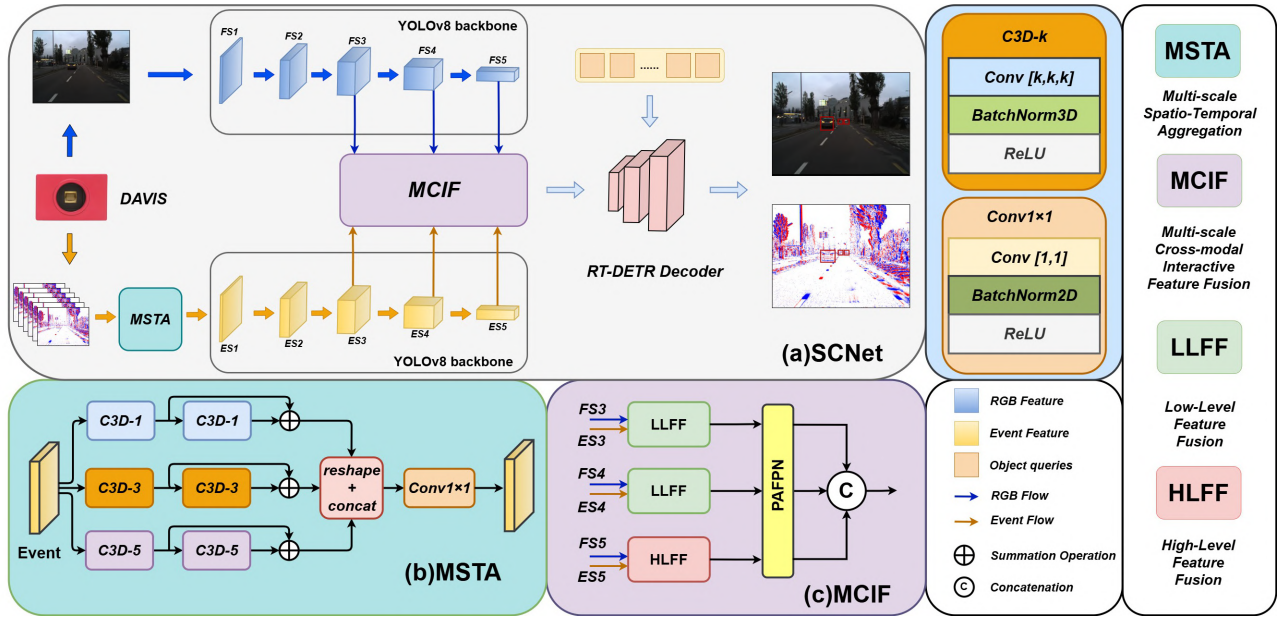 YOLOv8 backbone
FS1
FS2
FS3
FS4
FS5
......
MCIF
DAVIS
RT-DETR Decoder
MSTA
ES1
ES2
ES3
ES4
ES5
YOLOv8 backbone
(a)SCNet
C3D-k
Conv [k,k,k]
BatchNorm3D
ReLU
Conv1×1
Conv [1,1]
BatchNorm2D
ReLU
MSTA
Multi-scale
Spatio-Temporal
Aggregation
MCIF
Multi-scale
Cross-modal
Interactive
Feature Fusion
LLFF
Low-Level
Feature
Fusion
HLFF
High-Level
Feature
Fusion
Event
C3D-1
C3D-1
C3D-3
C3D-3
C3D-5
C3D-5
reshape
+
concat
Conv1×1
(b)MSTA
FS3
ES3
LLFF
FS4
ES4
LLFF
FS5
ES5
HLFF
PAFPN
C
(c)MCIF
RGB Feature
Event Feature
Object queries
RGB Flow
Event Flow
Summation Operation
C
Concatenation